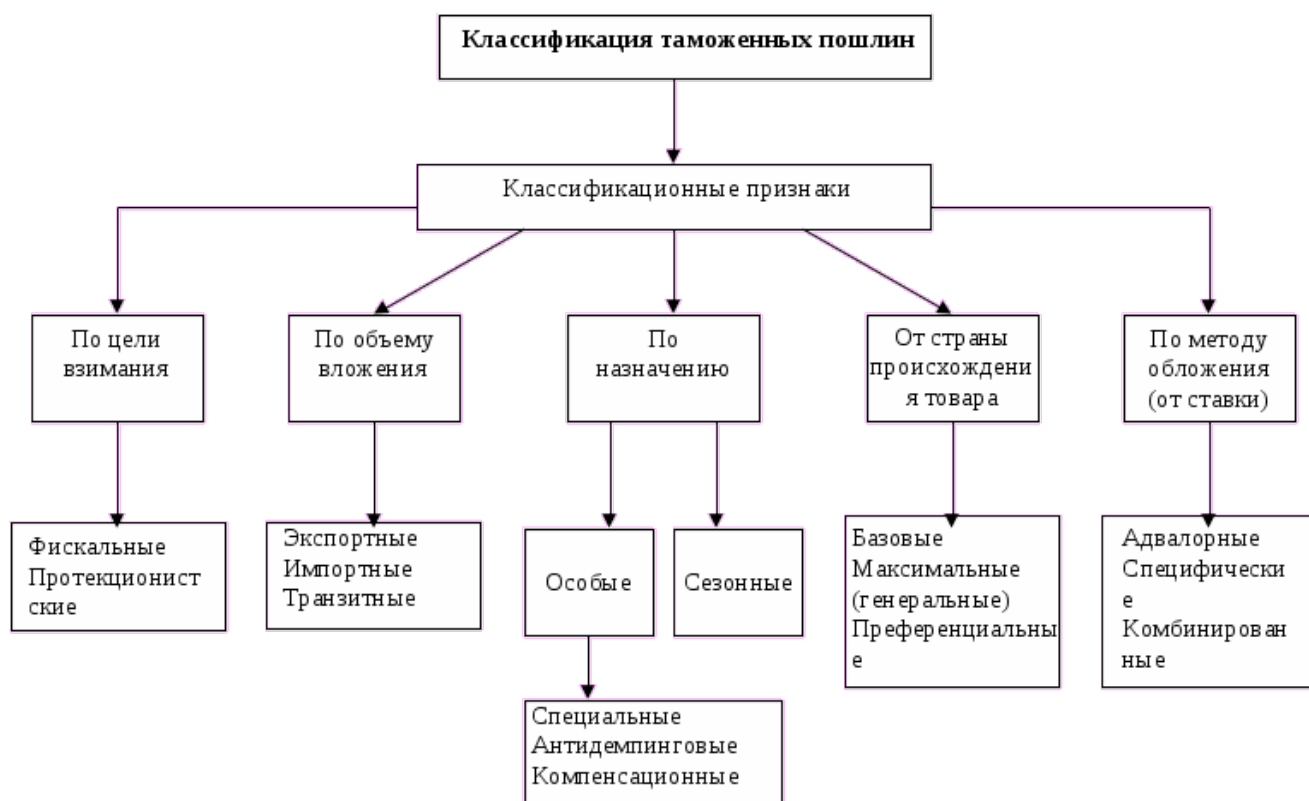 Классификация таможенных пошлин
Классификационные признаки
По цели
взимания
По объему
вложения
По
назначению
От страны
происхождени
я товара
По методу
обложения
(от ставки)
Фискальные
Протекционист
ские
Экспортные
Импортные
Транзитные
Особые
Сезонные
Базовые
Максимальные
(генеральные)
Преференциальны
е
Адвалорные
Специфически
е
Комбинирован
ные
Специальные
Антидемпинговые
Компенсационные